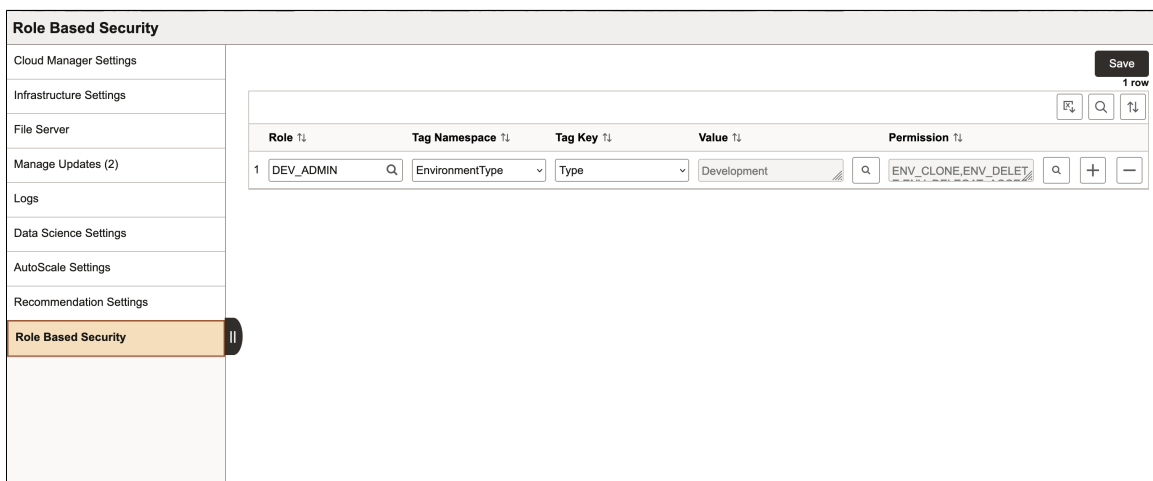 Role Based Security
Cloud Manager Settings
Infrastructure Settings
File Server
Manage Updates (2)
Logs
Data Science Settings
AutoScale Settings
Recommendation Settings
Role Based Security
Save
1 row
Role Tag Namespace Tag Key Value Permission
1 DEV_ADMIN EnvironmentType Type Development ENV_CLONE,ENV_DELET